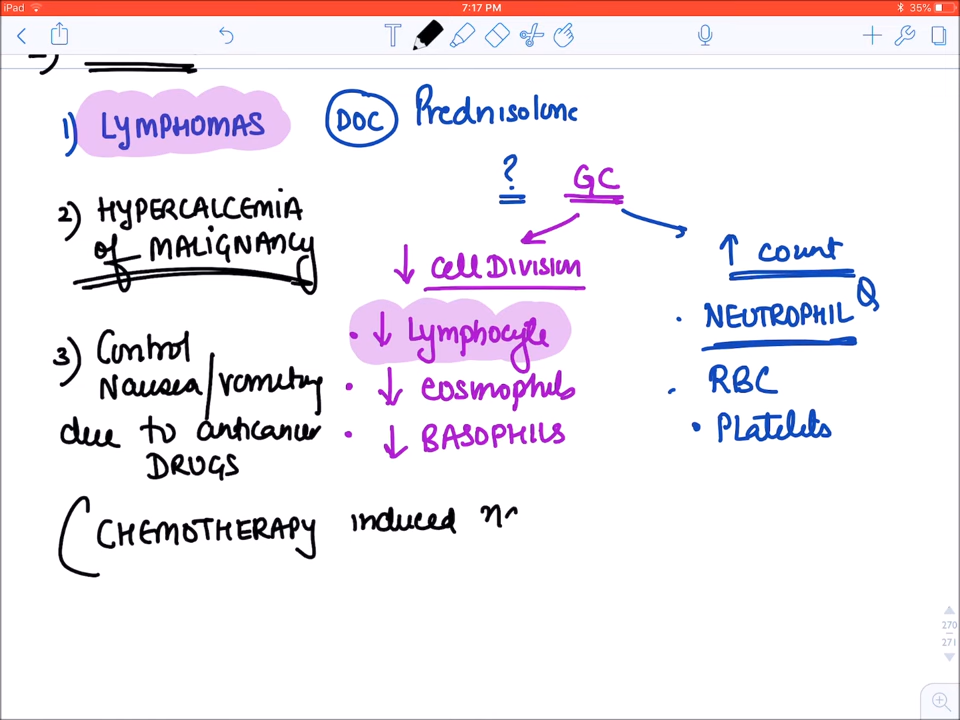 iPad 7:17 PM 35%
T
1) LYMPHOMAS DOC Prednisolone
? GC
2) HYPERCALCEMIA
of MALIGNANCY
↓ Cell DIVISION
• ↓ Lymphocyte
• ↓ Eosinophils
• ↓ BASOPHILS
↑ count
• NEUTROPHIL Q
• RBC
• Platelets
3) Control
Nausea/vomiting
due to anticancer
DRUGS
(CHEMOTHERAPY induced
270
271